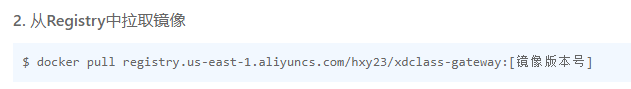 2. 从Registry中拉取镜像
$ docker pull registry.us-east-1.aliyuncs.com/hxy23/xdclass-gateway:[镜像版本号]